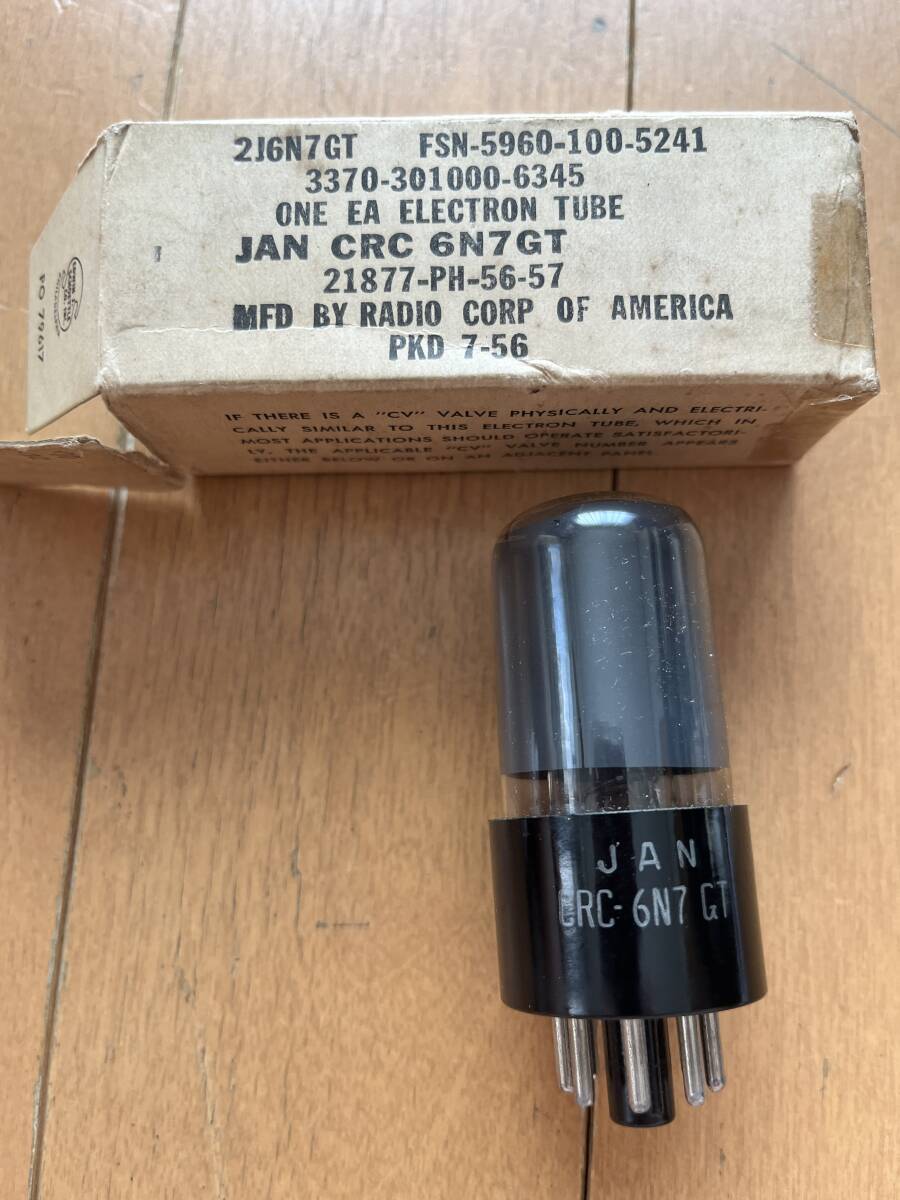 2J6N7GT FSN-5960-100-5241
3370-301000-6345
ONE EA ELECTRON TUBE
JAN CRC 6N7GT
21877-PH-56-57
MFD BY RADIO CORP OF AMERICA
PKD 7-56
PO 79617
IF THERE IS A "CV" VALVE PHYSICALLY AND ELECTRI-
CALLY SIMILAR TO THIS ELECTRON TUBE, WHICH IN
MOST APPLICATIONS SHOULD OPERATE SATISFACTORI-
LY, THE APPLICABLE "CV" VALVE NUMBER APPEARS
EITHER BELOW OR ON AN ADJACENT PANEL.
JAN
CRC-6N7 GT